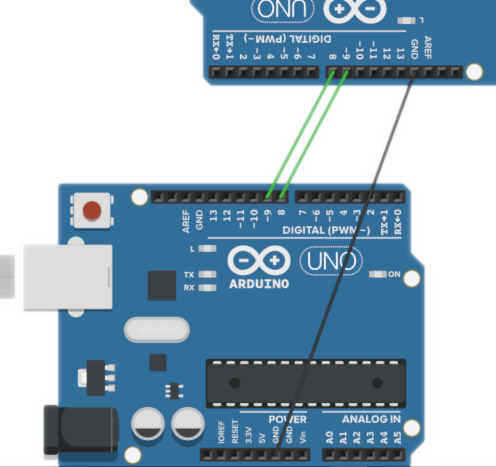 UNO
L
DIGITAL (PWM~)
RX←0 TX→1 2 ~3 4 ~5 ~6 7 8 ~9 ~10 ~11 12 13 GND AREF
AREF GND 13 12 ~11 ~10 ~9 8 7 ~6 ~5 4 ~3 2 TX→1 RX←0
DIGITAL (PWM~)
L
UNO
TX
RX
ON
ARDUINO
POWER ANALOG IN
IOREF RESET 3.3V 5V GND GND Vin A0 A1 A2 A3 A4 A5